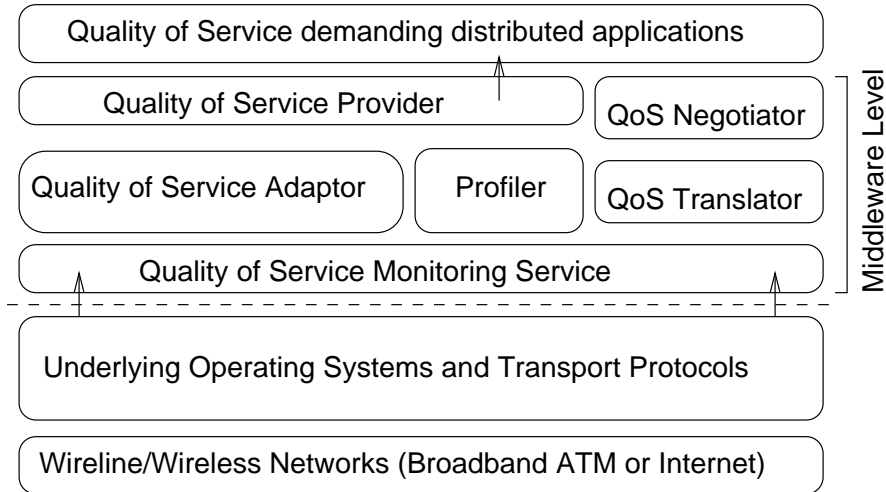 Quality of Service demanding distributed applications
Quality of Service Provider
QoS Negotiator
Quality of Service Adaptor
Profiler
QoS Translator
Quality of Service Monitoring Service
Middleware Level
Underlying Operating Systems and Transport Protocols
Wireline/Wireless Networks (Broadband ATM or Internet)